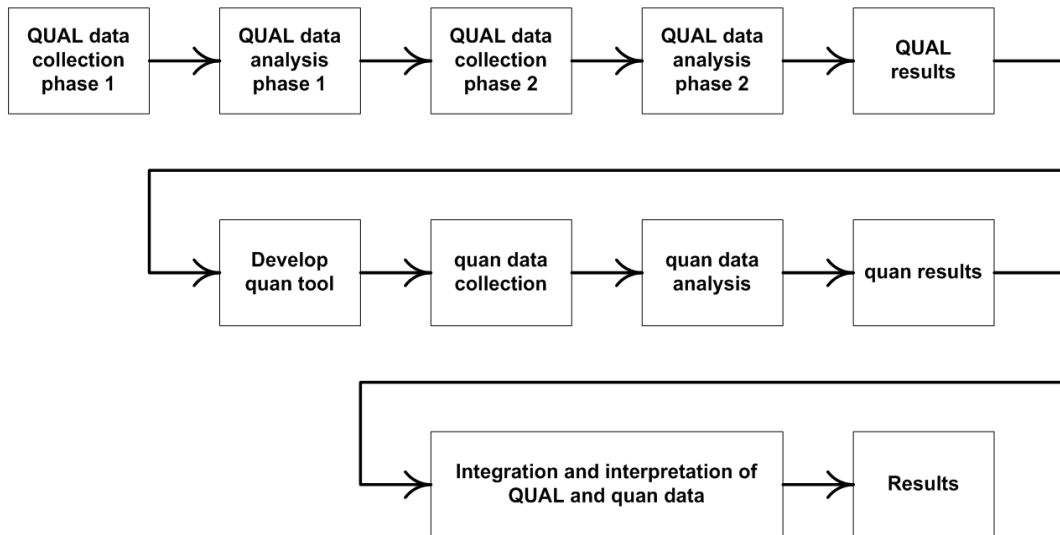 QUAL data
collection
phase 1
QUAL data
analysis
phase 1
QUAL data
collection
phase 2
QUAL data
analysis
phase 2
QUAL
results
Develop
quan tool
quan data
collection
quan data
analysis
quan results
Integration and interpretation of
QUAL and quan data
Results